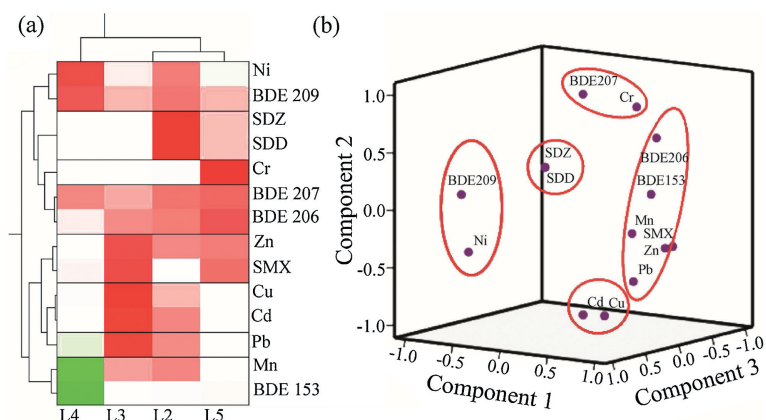 (a)
Ni
BDE 209
SDZ
SDD
Cr
BDE 207
BDE 206
Zn
SMX
Cu
Cd
Pb
Mn
BDE 153
L4 L3 L2 L5
(b)
BDE207
Cr
BDE206
BDE153
SDZ
SDD
BDE209
Ni
Mn
SMX
Zn
Pb
Cd Cu
1.0
0.5
0.0
-0.5
-1.0
Component 2
-1.0 -0.5 0.5 1.0
Component 1
1.0 0.5 0.0 -0.5 -1.0
Component 3